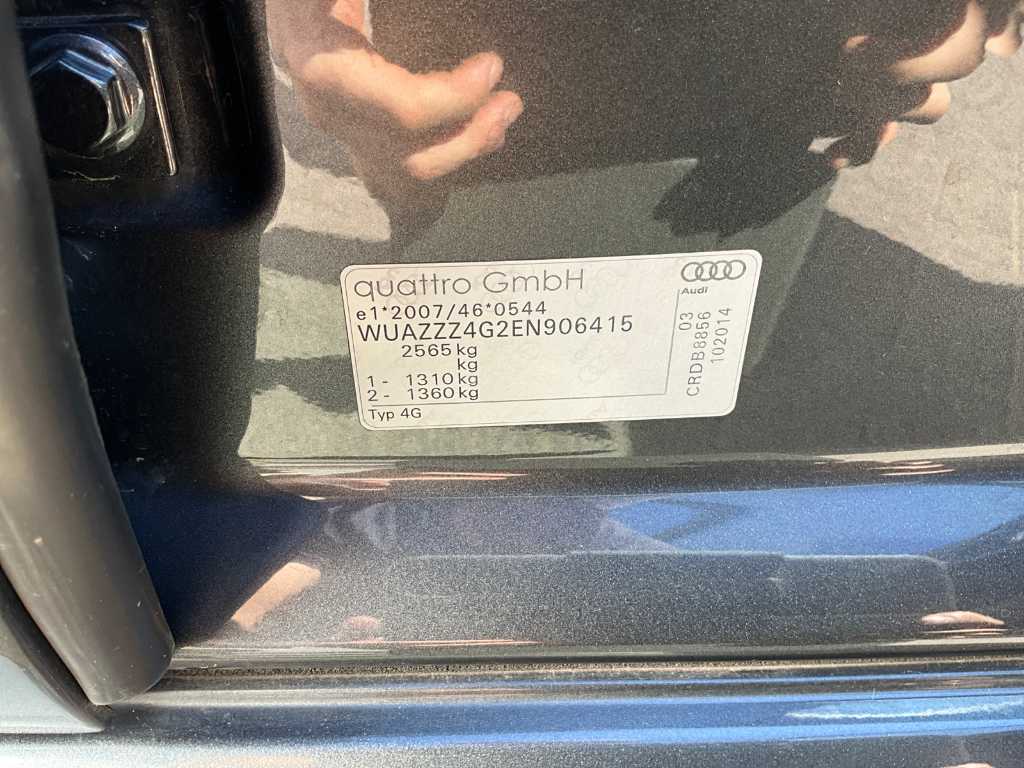 quattro GmbH
e1*2007/46*0544
WUAZZZ4G2EN906415
2565 kg
kg
1 - 1310 kg
2 - 1360 kg
Typ 4G
Audi
03
CRDB8856
102014